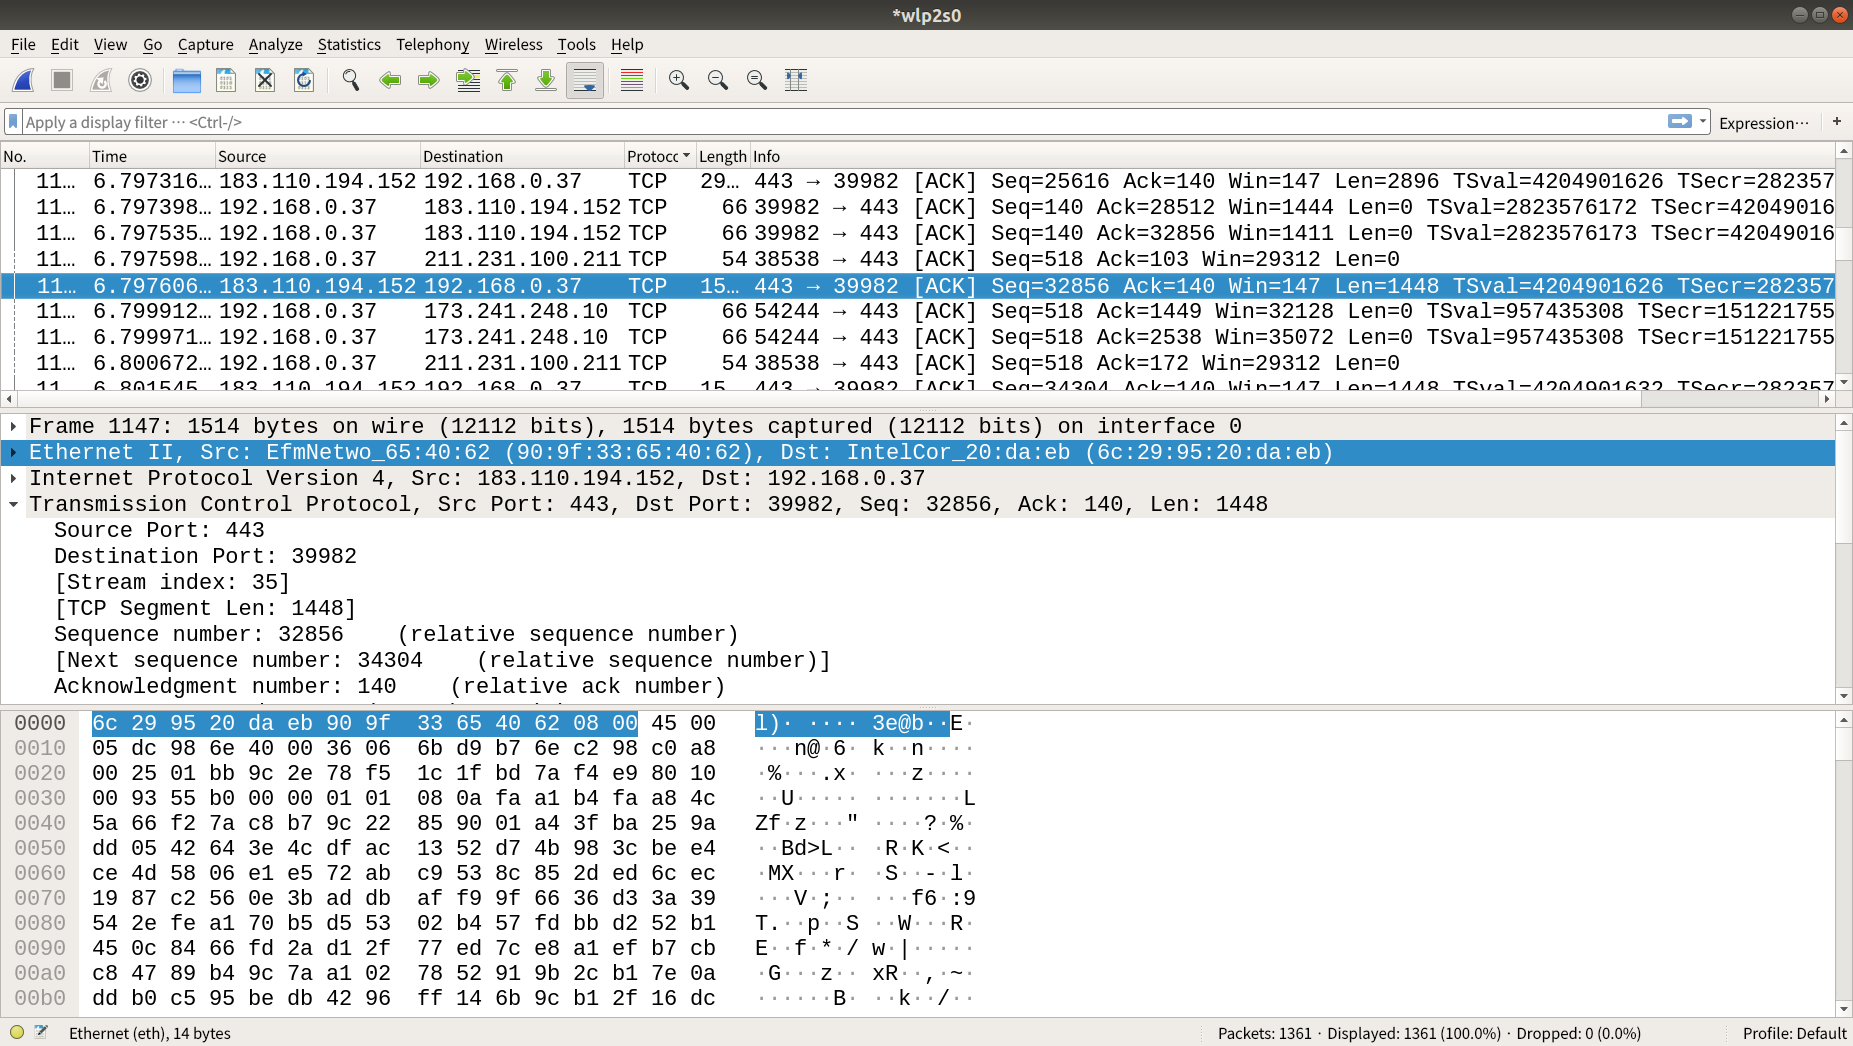 *wlp2s0
File Edit View Go Capture Analyze Statistics Telephony Wireless Tools Help
Apply a display filter ⋯ <Ctrl-/> Expression⋯ +
No. Time Source Destination Protoco Length Info
11… 6.797316… 183.110.194.152 192.168.0.37 TCP 29… 443 → 39982 [ACK] Seq=25616 Ack=140 Win=147 Len=2896 TSval=4204901626 TSecr=282357
11… 6.797398… 192.168.0.37 183.110.194.152 TCP 66 39982 → 443 [ACK] Seq=140 Ack=28512 Win=1444 Len=0 TSval=2823576172 TSecr=42049016
11… 6.797535… 192.168.0.37 183.110.194.152 TCP 66 39982 → 443 [ACK] Seq=140 Ack=32856 Win=1411 Len=0 TSval=2823576173 TSecr=42049016
11… 6.797598… 192.168.0.37 211.231.100.211 TCP 54 38538 → 443 [ACK] Seq=518 Ack=103 Win=29312 Len=0
11… 6.797606… 183.110.194.152 192.168.0.37 TCP 15… 443 → 39982 [ACK] Seq=32856 Ack=140 Win=147 Len=1448 TSval=4204901626 TSecr=282357
11… 6.799912… 192.168.0.37 173.241.248.10 TCP 66 54244 → 443 [ACK] Seq=518 Ack=1449 Win=32128 Len=0 TSval=957435308 TSecr=151221755
11… 6.799971… 192.168.0.37 173.241.248.10 TCP 66 54244 → 443 [ACK] Seq=518 Ack=2538 Win=35072 Len=0 TSval=957435308 TSecr=151221755
11… 6.800672… 192.168.0.37 211.231.100.211 TCP 54 38538 → 443 [ACK] Seq=518 Ack=172 Win=29312 Len=0
11… 6.801545… 183.110.194.152 192.168.0.37 TCP 15… 443 → 39982 [ACK] Seq=34304 Ack=140 Win=147 Len=1448 TSval=4204901632 TSecr=282357
Frame 1147: 1514 bytes on wire (12112 bits), 1514 bytes captured (12112 bits) on interface 0
Ethernet II, Src: EfmNetwo_65:40:62 (90:9f:33:65:40:62), Dst: IntelCor_20:da:eb (6c:29:95:20:da:eb)
Internet Protocol Version 4, Src: 183.110.194.152, Dst: 192.168.0.37
Transmission Control Protocol, Src Port: 443, Dst Port: 39982, Seq: 32856, Ack: 140, Len: 1448
Source Port: 443
Destination Port: 39982
[Stream index: 35]
[TCP Segment Len: 1448]
Sequence number: 32856 (relative sequence number)
[Next sequence number: 34304 (relative sequence number)]
Acknowledgment number: 140 (relative ack number)
0000 6c 29 95 20 da eb 90 9f 33 65 40 62 08 00 45 00 l)· ···· 3e@b··E·
0010 05 dc 98 6e 40 00 36 06 6b d9 b7 6e c2 98 c0 a8 ···n@·6· k··n····
0020 00 25 01 bb 9c 2e 78 f5 1c 1f bd 7a f4 e9 80 10 ·%···.x· ···z····
0030 00 93 55 b0 00 00 01 01 08 0a fa a1 b4 fa a8 4c ··U····· ·······L
0040 5a 66 f2 7a c8 b7 9c 22 85 90 01 a4 3f ba 25 9a Zf·z···" ····?·%·
0050 dd 05 42 64 3e 4c df ac 13 52 d7 4b 98 3c be e4 ··Bd>L·· ·R·K·<··
0060 ce 4d 58 06 e1 e5 72 ab c9 53 8c 85 2d ed 6c ec ·MX···r· ·S··-·l·
0070 19 87 c2 56 0e 3b ad db af f9 9f 66 36 d3 3a 39 ···V·;·· ···f6·:9
0080 54 2e fe a1 70 b5 d5 53 02 b4 57 fd bb d2 52 b1 T.··p··S ··W···R·
0090 45 0c 84 66 fd 2a d1 2f 77 ed 7c e8 a1 ef b7 cb E··f·*·/ w·|·····
00a0 c8 47 89 b4 9c 7a a1 02 78 52 91 9b 2c b1 7e 0a ·G···z·· xR··,·~·
00b0 dd b0 c5 95 be db 42 96 ff 14 6b 9c b1 2f 16 dc ······B· ··k··/··
Ethernet (eth), 14 bytes Packets: 1361 · Displayed: 1361 (100.0%) · Dropped: 0 (0.0%) Profile: Default